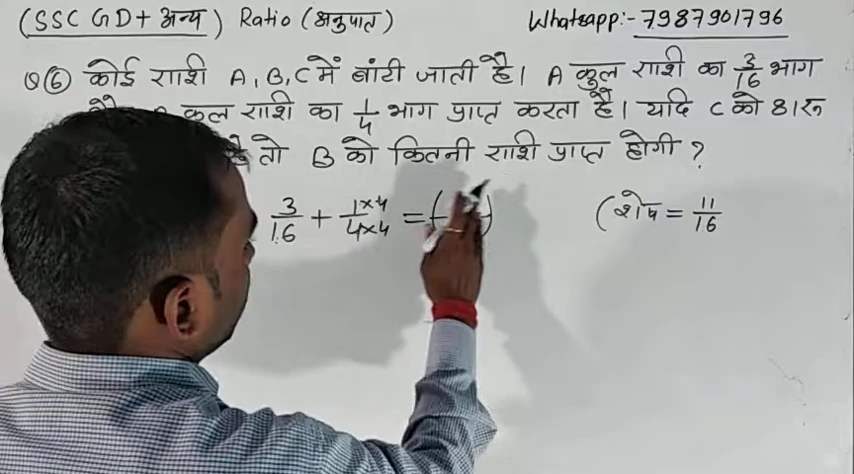 (SSC GD + अन्य) Ratio (अनुपात) Whatsapp:- 7987901796
Q⑥ कोई राशि A, B, C में बांटी जाती है। A कुल राशि का 3/16 भाग
कुल राशि का 1/4 भाग प्राप्त करता है। यदि C को 81रू
तो B को कितनी राशि प्राप्त होगी ?
3/16 + 1×4/4×4 = ( (शेष = 11/16